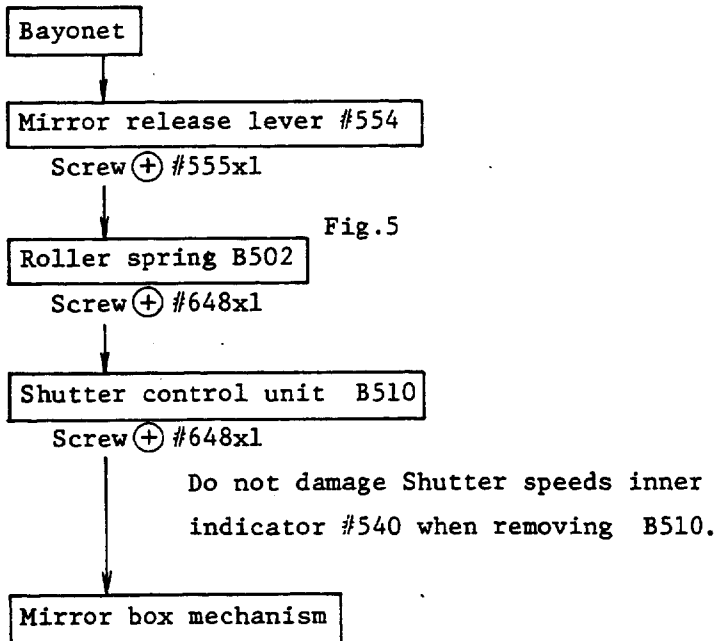 Bayonet
Mirror release lever #554
Screw ⊕ #555x1
Fig.5
Roller spring B502
Screw ⊕ #648x1
Shutter control unit B510
Screw ⊕ #648x1
Do not damage Shutter speeds inner
indicator #540 when removing B510.
Mirror box mechanism